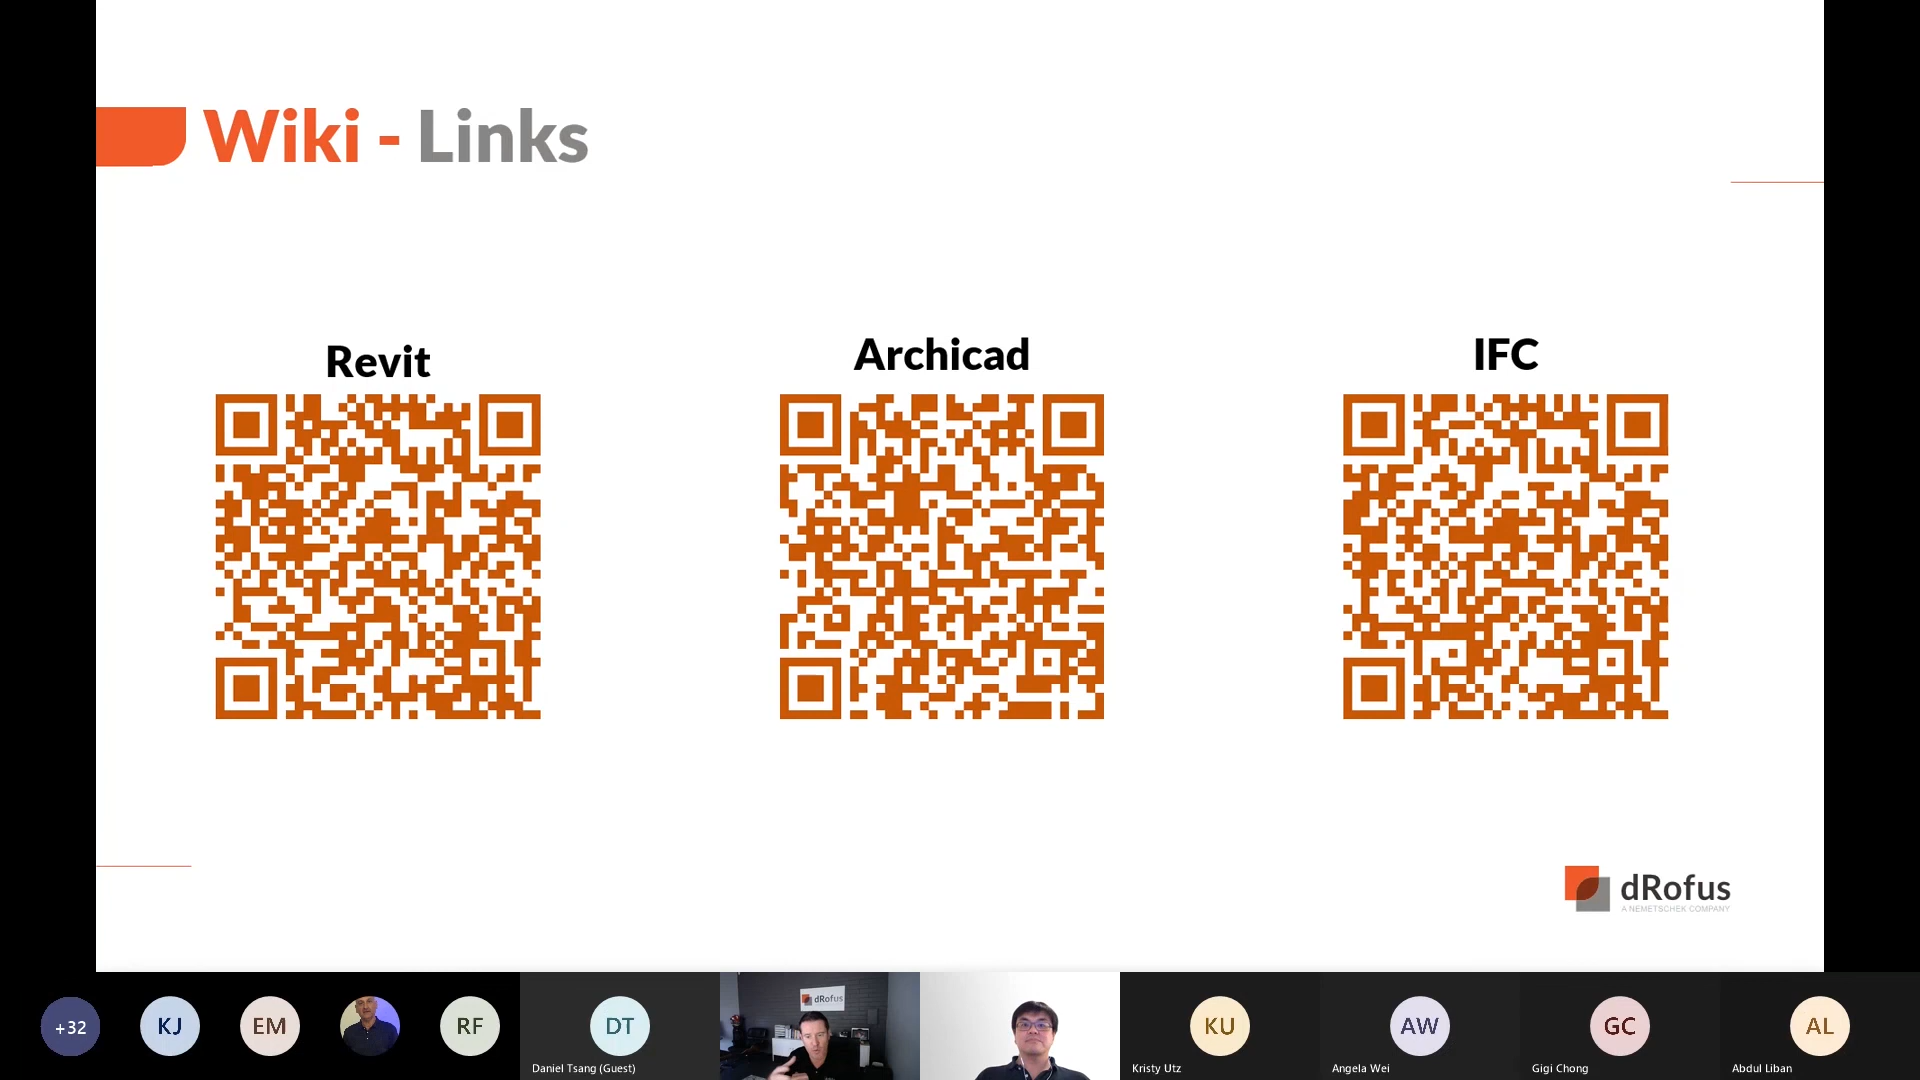 Wiki - Links
Revit
Archicad
IFC
dRofus
A NEMETSCHEK COMPANY
+32
KJ
EM
RF
DT
Daniel Tsang (Guest)
dRofus
KU
Kristy Utz
AW
Angela Wei
GC
Gigi Chong
AL
Abdul Liban